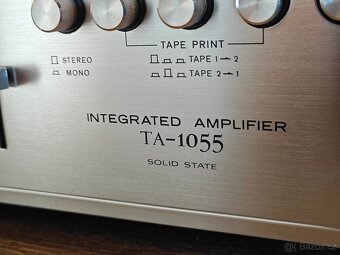 TAPE PRINT
STEREO
MONO
TAPE 1→2
TAPE 2→1
INTEGRATED AMPLIFIER
TA-1055
SOLID STATE
Bazoš.cz